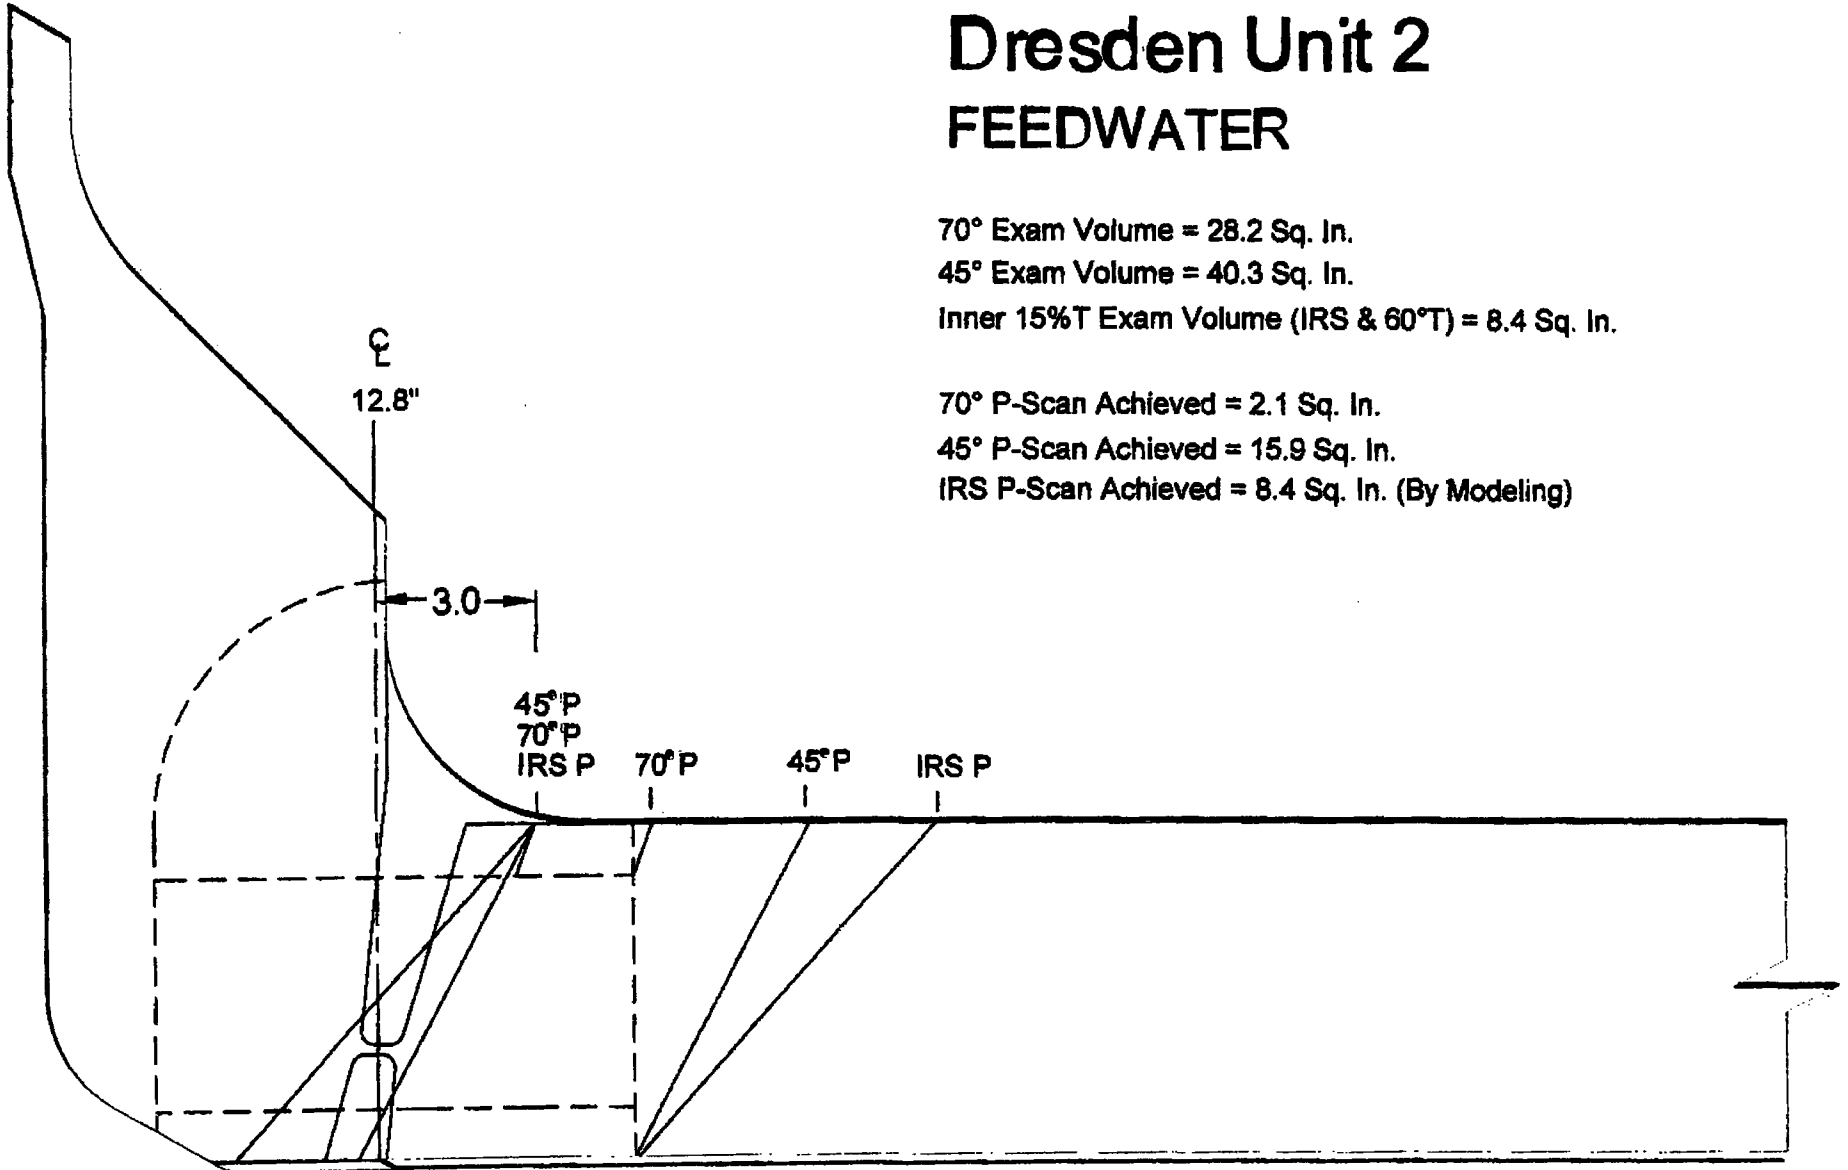 Dresden Unit 2
FEEDWATER
70° Exam Volume = 28.2 Sq. In.
45° Exam Volume = 40.3 Sq. In.
Inner 15%T Exam Volume (IRS & 60°T) = 8.4 Sq. In.
70° P-Scan Achieved = 2.1 Sq. In.
45° P-Scan Achieved = 15.9 Sq. In.
IRS P-Scan Achieved = 8.4 Sq. In. (By Modeling)
℄
12.8"
3.0
45°P
70°P
IRS P
70°P
45°P
IRS P